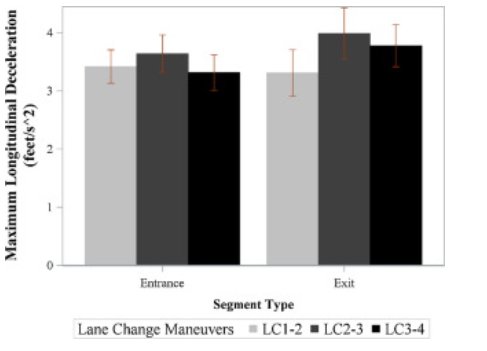 Maximum Longitudinal Deceleration
(feet/s^2)
4
3
2
1
0
Entrance Exit
Segment Type
Lane Change Maneuvers LC1-2 LC2-3 LC3-4